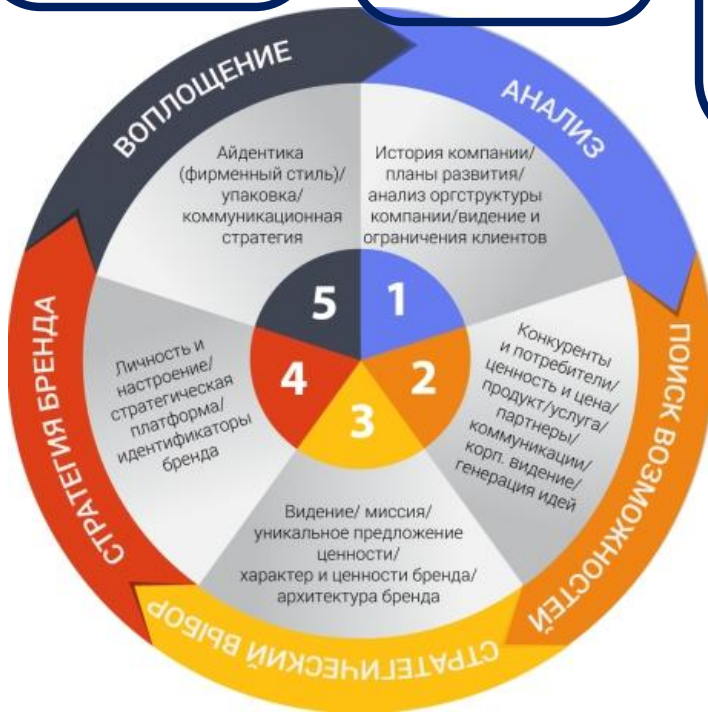 АНАЛИЗ
1
История компании/
планы развития/
анализ оргструктуры
компании/видение и
ограничения клиентов
ПОИСК ВОЗМОЖНОСТЕЙ
2
Конкуренты
и потребители/
ценность и цена/
продукт/услуга/
партнеры/
коммуникации/
корп. видение/
генерация идей
СТРАТЕГИЧЕСКИЙ ВЫБОР
3
Видение/ миссия/
уникальное предложение
ценности/
характер и ценности бренда/
архитектура бренда
СТРАТЕГИЯ БРЕНДА
4
Личность и
настроение/
стратегическая
платформа/
идентификаторы
бренда
ВОПЛОЩЕНИЕ
5
Айдентика
(фирменный стиль)/
упаковка/
коммуникационная
стратегия